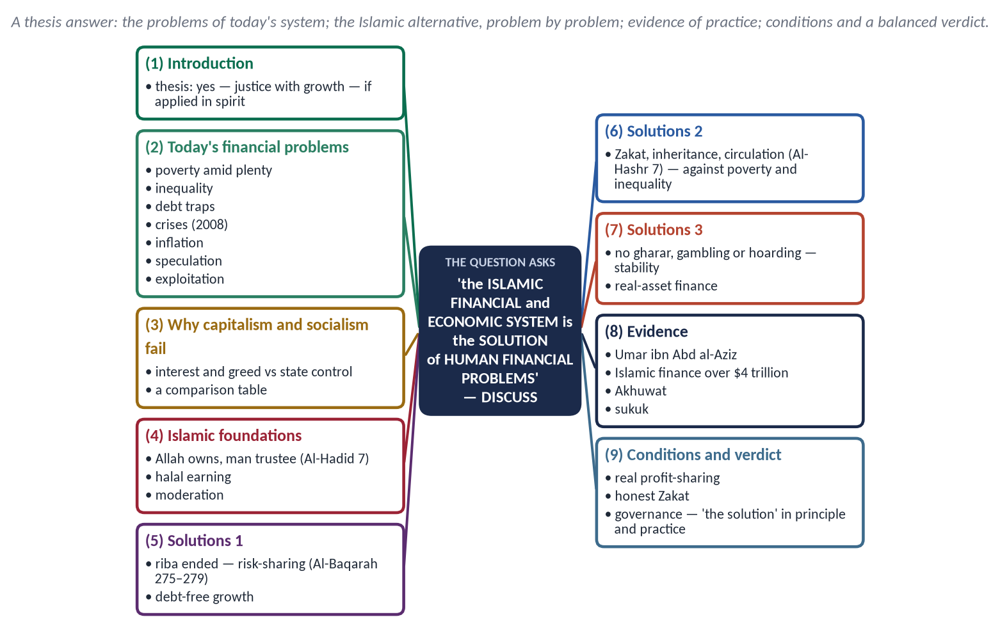 A thesis answer: the problems of today's system; the Islamic alternative, problem by problem; evidence of practice; conditions and a balanced verdict.
(1) Introduction
• thesis: yes — justice with growth — if
applied in spirit
(2) Today's financial problems
• poverty amid plenty
• inequality
• debt traps
• crises (2008)
• inflation
• speculation
• exploitation
(3) Why capitalism and socialism
fail
• interest and greed vs state control
• a comparison table
(4) Islamic foundations
• Allah owns, man trustee (Al-Hadid 7)
• halal earning
• moderation
(5) Solutions 1
• riba ended — risk-sharing (Al-Baqarah
275–279)
• debt-free growth
THE QUESTION ASKS
'the ISLAMIC
FINANCIAL and
ECONOMIC SYSTEM is
the SOLUTION
of HUMAN FINANCIAL
PROBLEMS'
— DISCUSS
(6) Solutions 2
• Zakat, inheritance, circulation (Al-
Hashr 7) — against poverty and
inequality
(7) Solutions 3
• no gharar, gambling or hoarding —
stability
• real-asset finance
(8) Evidence
• Umar ibn Abd al-Aziz
• Islamic finance over $4 trillion
• Akhuwat
• sukuk
(9) Conditions and verdict
• real profit-sharing
• honest Zakat
• governance — 'the solution' in principle
and practice